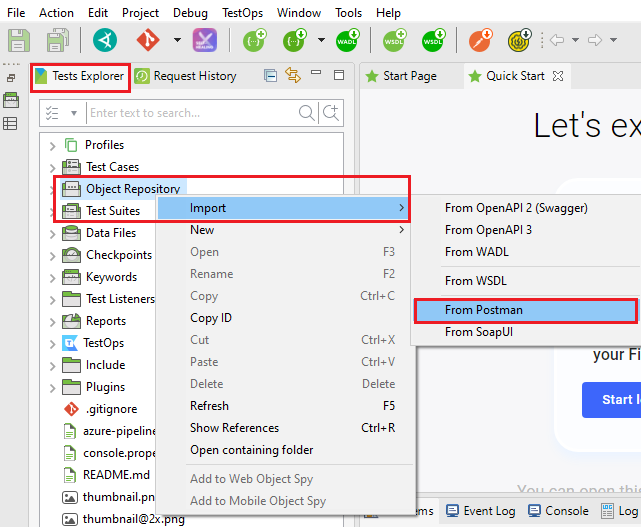 File Action Edit Project Debug TestOps Window Tools Help
WADL WSDL WSDL
Tests Explorer Request History
Start Page Quick Start
Enter text to search...
Let's ex
Profiles
Test Cases
Object Repository
Test Suites
Data Files
Checkpoints
Keywords
Test Listeners
Reports
TestOps
Include
Plugins
.gitignore
azure-pipelin
console.prope
README.md
thumbnail.pn
thumbnail@2x.png
Import
New
Open F3
Rename F2
Copy Ctrl+C
Copy ID
Cut Ctrl+X
Paste Ctrl+V
Delete Delete
Refresh F5
Show References Ctrl+R
Open containing folder
Add to Web Object Spy
Add to Mobile Object Spy
From OpenAPI 2 (Swagger)
From OpenAPI 3
From WADL
From WSDL
From Postman
From SoapUI
your Fi
Start l
You can open this
ems Event Log Console Log